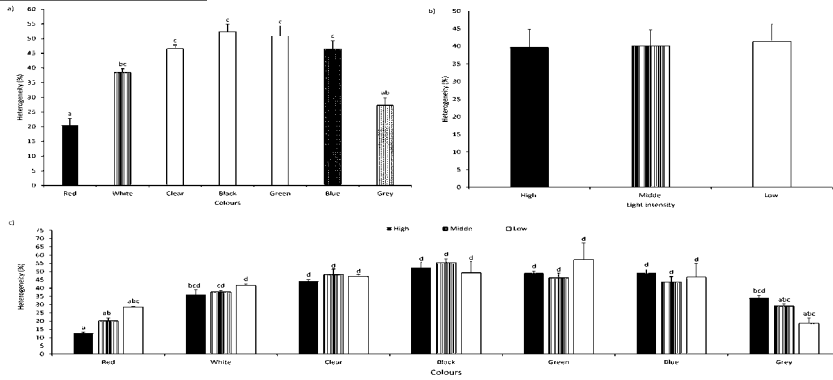 a)
60
55
50
45
40
35
30
25
20
15
10
5
0
Heterogeneity (%)
a
bc
c
c
c
c
ab
Red
White
Clear
Black
Green
Blue
Grey
Colours
b)
50
45
40
35
30
25
20
15
10
5
0
Heterogeneity (%)
High
Midde
Low
Light intensity
c)
High
Midde
Low
75
70
65
60
55
50
45
40
35
30
25
20
15
10
5
0
Heterogeneity (%)
a
ab
abc
bcd
cd
d
d
d
d
d
d
d
d
d
d
d
d
d
bcd
abc
abc
Red
White
Clear
Black
Green
Blue
Grey
Colours